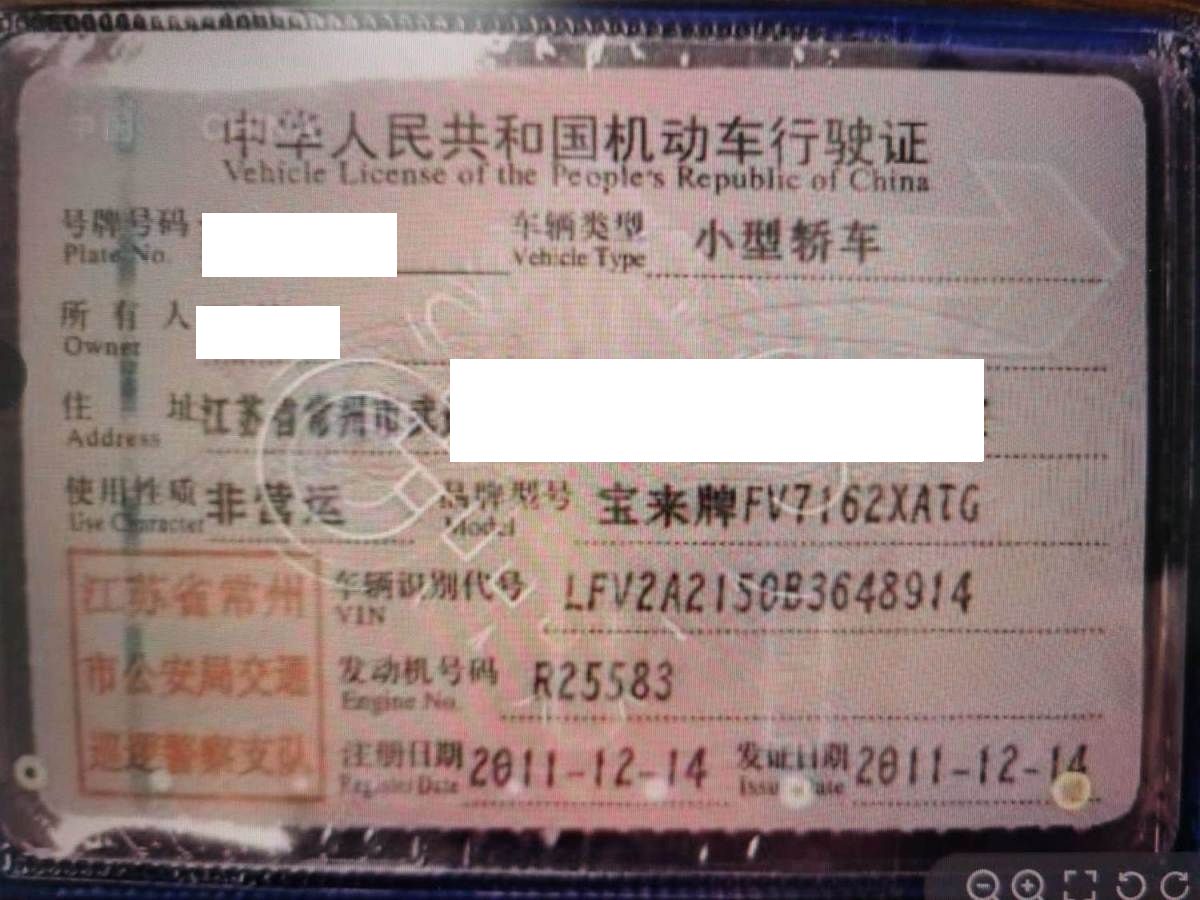 中华人民共和国机动车行驶证
Vehicle License of the People's Republic of China
号牌号码 车辆类型 小型轿车
Plate No. Vehicle Type
所有人
Owner
住址 江苏省常州市武
Address
使用性质 非营运 品牌型号 宝来牌FV7162XATG
Use Character Model
江苏省常州 车辆识别代号 LFV2A2150B3648914
VIN
市公安局交通 发动机号码 R25583
Engine No.
巡逻警察支队 注册日期 2011-12-14 发证日期 2011-12-14
Register Date Issue Date